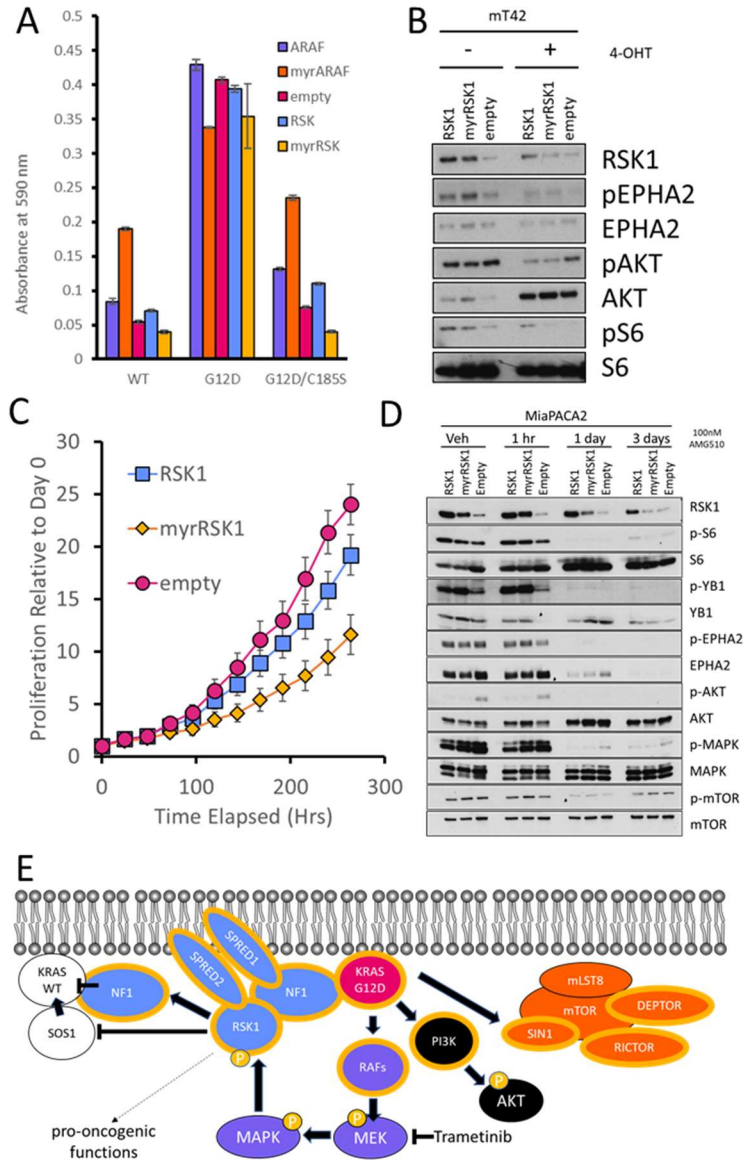 A
0.5
0.45
0.4
0.35
0.3
0.25
0.2
0.15
0.1
0.05
0
Absorbance at 590 nm
ARAF
myrARAF
empty
RSK
myrRSK
WT
G12D
G12D/C185S
B
mT42
-
+
4-OHT
RSK1
myrRSK1
empty
RSK1
myrRSK1
empty
RSK1
pEPHA2
EPHA2
pAKT
AKT
pS6
S6
C
30
25
20
15
10
5
0
Proliferation Relative to Day 0
RSK1
myrRSK1
empty
0
100
200
300
Time Elapsed (Hrs)
D
MiaPACA2
Veh
1 hr
1 day
3 days
100nM
AMG510
RSK1
myrRSK1
Empty
RSK1
myrRSK1
Empty
RSK1
myrRSK1
Empty
RSK1
myrRSK1
Empty
RSK1
p-S6
S6
p-YB1
YB1
p-EPHA2
EPHA2
p-AKT
AKT
p-MAPK
MAPK
p-mTOR
mTOR
E
KRAS
WT
NF1
SPRED2
SPRED1
NF1
KRAS
G12D
mLST8
mTOR
DEPTOR
SIN1
RICTOR
SOS1
RSK1
P
RAFs
PI3K
P
AKT
MAPK
P
MEK
P
Trametinib
pro-oncogenic
functions